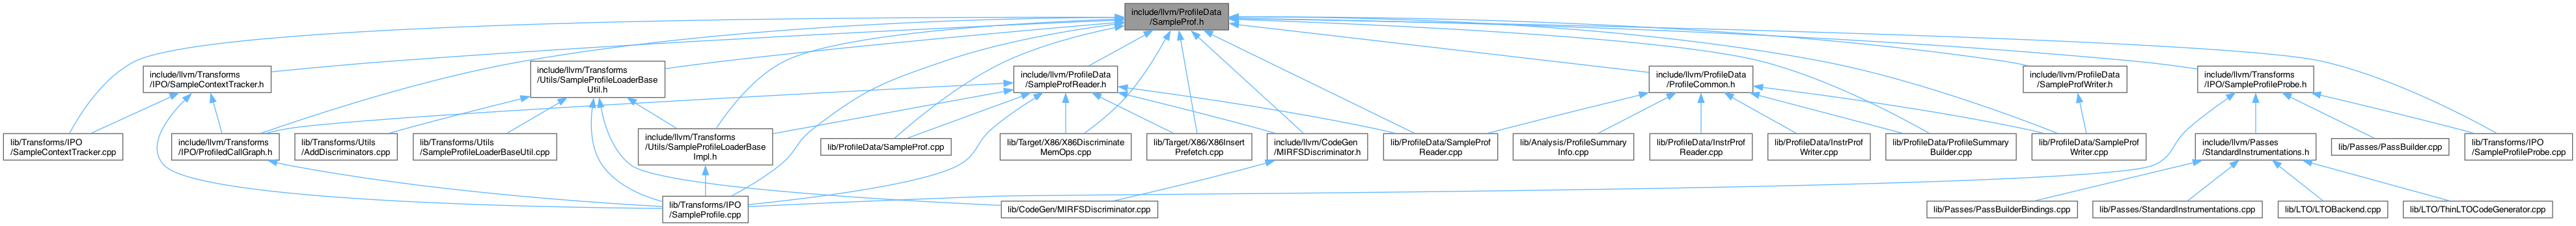 include/llvm/ProfileData
/SampleProf.h
include/llvm/Transforms
/IPO/SampleContextTracker.h
include/llvm/Transforms
/Utils/SampleProfileLoaderBase
Util.h
include/llvm/ProfileData
/SampleProfReader.h
include/llvm/ProfileData
/ProfileCommon.h
include/llvm/ProfileData
/SampleProfWriter.h
include/llvm/Transforms
/IPO/SampleProfileProbe.h
lib/Transforms/IPO
/SampleContextTracker.cpp
include/llvm/Transforms
/IPO/ProfiledCallGraph.h
lib/Transforms/Utils
/AddDiscriminators.cpp
lib/Transforms/Utils
/SampleProfileLoaderBaseUtil.cpp
include/llvm/Transforms
/Utils/SampleProfileLoaderBase
Impl.h
lib/ProfileData/SampleProf.cpp
lib/Target/X86/X86Discriminate
MemOps.cpp
lib/Target/X86/X86Insert
Prefetch.cpp
include/llvm/CodeGen
/MIRFSDiscriminator.h
lib/ProfileData/SampleProf
Reader.cpp
lib/Analysis/ProfileSummary
Info.cpp
lib/ProfileData/InstrProf
Reader.cpp
lib/ProfileData/InstrProf
Writer.cpp
lib/ProfileData/ProfileSummary
Builder.cpp
lib/ProfileData/SampleProf
Writer.cpp
include/llvm/Passes
/StandardInstrumentations.h
lib/Passes/PassBuilder.cpp
lib/Transforms/IPO
/SampleProfileProbe.cpp
lib/Transforms/IPO
/SampleProfile.cpp
lib/CodeGen/MIRFSDiscriminator.cpp
lib/Passes/PassBuilderBindings.cpp
lib/Passes/StandardInstrumentations.cpp
lib/LTO/LTOBackend.cpp
lib/LTO/ThinLTOCodeGenerator.cpp